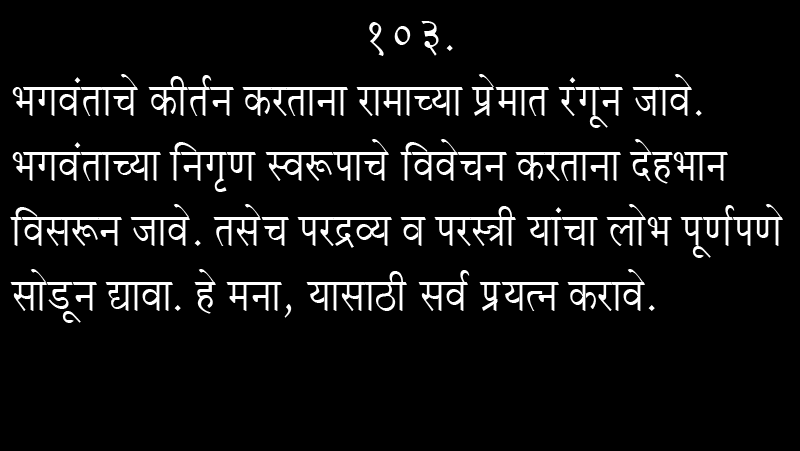 १०३.
भगवंताचे कीर्तन करताना रामाच्या प्रेमात रंगून जावे.
भगवंताच्या निगृण स्वरूपाचे विवेचन करताना देहभान
विसरून जावे. तसेच परद्रव्य व परस्त्री यांचा लोभ पूर्णपणे
सोडून द्यावा. हे मना, यासाठी सर्व प्रयत्न करावे.